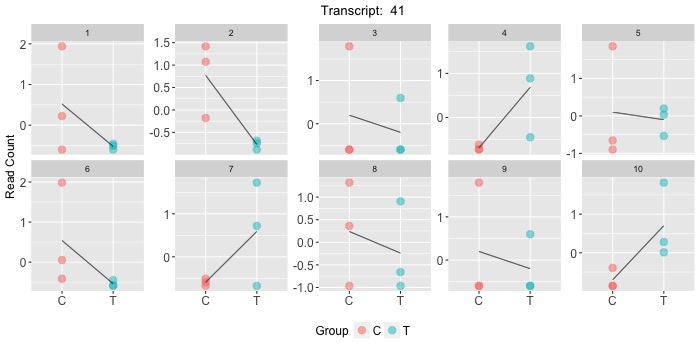 Transcript: 41
1 2 3 4 5
2 1 0
1.5 1.0 0.5 0.0 -0.5
1 0
1 0
1 0 -1
Read Count
6 7 8 9 10
2 1 0
1 0
1.0 0.5 0.0 -0.5 -1.0
1 0
1 0
C T C T C T C T C T
Group C T